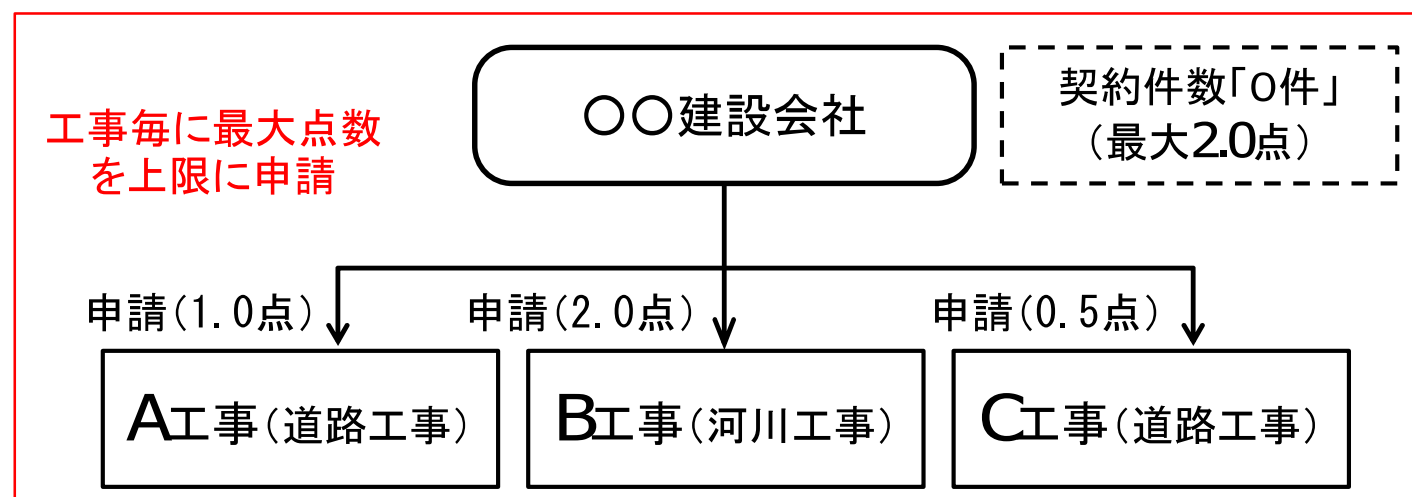 工事毎に最大点数
を上限に申請
〇〇建設会社
契約件数「0件」
（最大2.0点）
申請(1.0点)
申請(2.0点)
申請(0.5点)
A工事(道路工事)
B工事(河川工事)
C工事(道路工事)